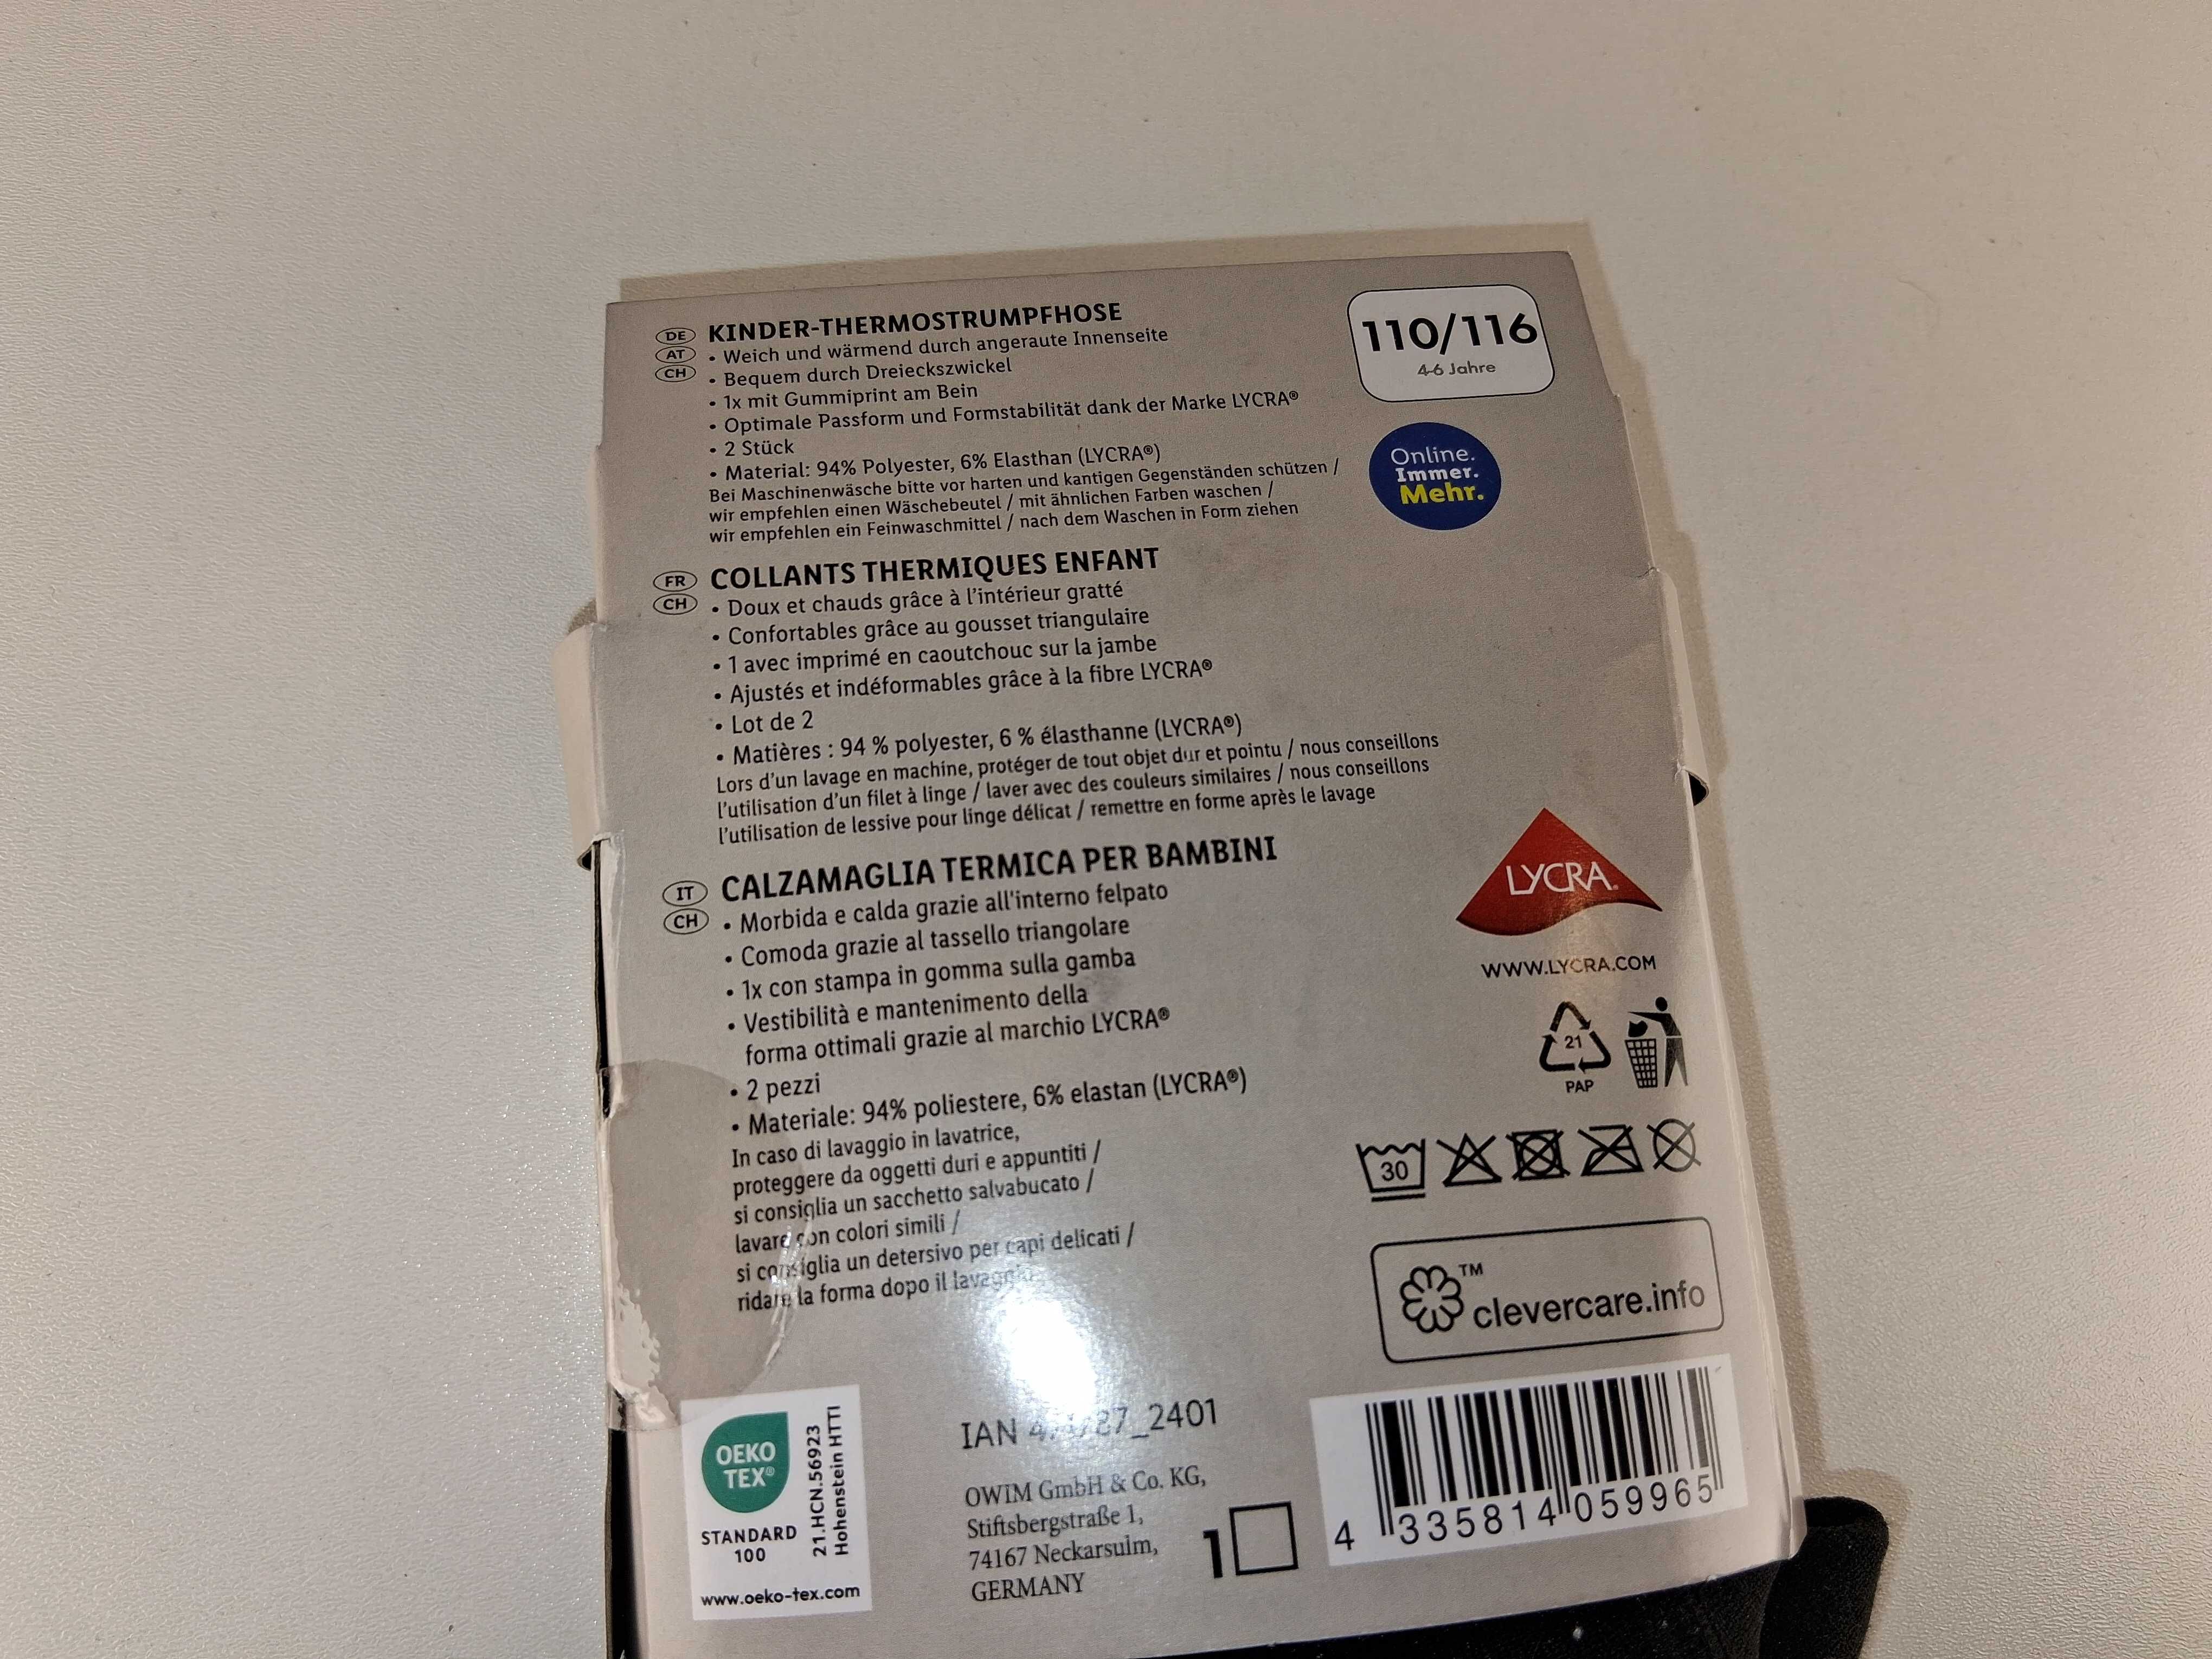 DE
AT
CH
KINDER-THERMOSTRUMPFHOSE
• Weich und wärmend durch angeraute Innenseite
• Bequem durch Dreieckszwickel
• 1x mit Gummiprint am Bein
• Optimale Passform und Formstabilität dank der Marke LYCRA®
• 2 Stück
• Material: 94% Polyester, 6% Elasthan (LYCRA®)
Bei Maschinenwäsche bitte vor harten und kantigen Gegenständen schützen /
wir empfehlen einen Wäschebeutel / mit ähnlichen Farben waschen /
wir empfehlen ein Feinwaschmittel / nach dem Waschen in Form ziehen
110/116
4-6 Jahre
Online.
Immer.
Mehr.
FR
CH
COLLANTS THERMIQUES ENFANT
• Doux et chauds grâce à l'intérieur gratté
• Confortables grâce au gousset triangulaire
• 1 avec imprimé en caoutchouc sur la jambe
• Ajustés et indéformables grâce à la fibre LYCRA®
• Lot de 2
• Matières : 94 % polyester, 6 % élasthanne (LYCRA®)
Lors d'un lavage en machine, protéger de tout objet dur et pointu / nous conseillons
l'utilisation d'un filet à linge / laver avec des couleurs similaires / nous conseillons
l'utilisation de lessive pour linge délicat / remettre en forme après le lavage
IT
CH
CALZAMAGLIA TERMICA PER BAMBINI
• Morbida e calda grazie all'interno felpato
• Comoda grazie al tassello triangolare
• 1x con stampa in gomma sulla gamba
• Vestibilità e mantenimento della
forma ottimali grazie al marchio LYCRA®
• 2 pezzi
• Materiale: 94% poliestere, 6% elastan (LYCRA®)
In caso di lavaggio in lavatrice,
proteggere da oggetti duri e appuntiti /
si consiglia un sacchetto salvabucato /
lavare con colori simili /
si consiglia un detersivo per capi delicati /
ridare la forma dopo il lavaggio
LYCRA®
WWW.LYCRA.COM
21
PAP
30
™
clevercare.info
OEKO
TEX®
STANDARD
100
21.HCN.56923
Hohenstein HTTI
www.oeko-tex.com
IAN
OWIM GmbH & Co. KG,
Stiftsbergstraße 1,
74167 Neckarsulm,
GERMANY
1
4 335814 059965